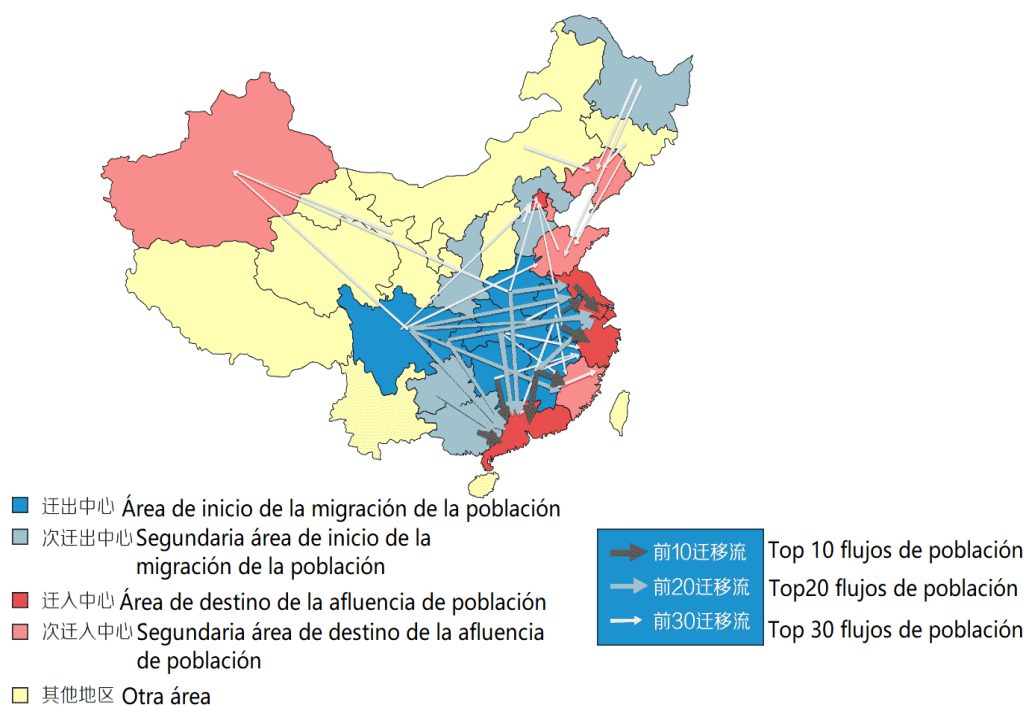 迁出中心 Área de inicio de la migración de la población
次迁出中心 Segundaria área de inicio de la
migración de la población
迁入中心 Área de destino de la afluencia de población
次迁入中心 Segundaria área de destino de la afluencia
de población
其他地区 Otra área
前10迁移流 Top 10 flujos de población
前20迁移流 Top20 flujos de población
前30迁移流 Top 30 flujos de población